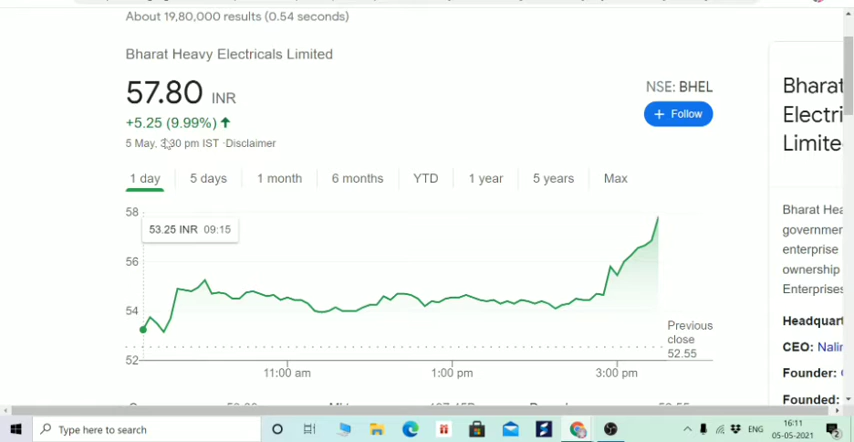 About 19,80,000 results (0.54 seconds)
Bharat Heavy Electricals Limited
57.80 INR
+5.25 (9.99%)
5 May, 3:30 pm IST · Disclaimer
NSE: BHEL
+ Follow
1 day 5 days 1 month 6 months YTD 1 year 5 years Max
58
53.25 INR 09:15
56
54
52
Previous
close
52.55
11:00 am 1:00 pm 3:00 pm
Bharat
Electri
Limite
Bharat Hea
governmer
enterprise
ownership
Enterprises
Headquart
CEO: Nalir
Founder:
Founded:
Type here to search
ENG
16:11
05-05-2021
2